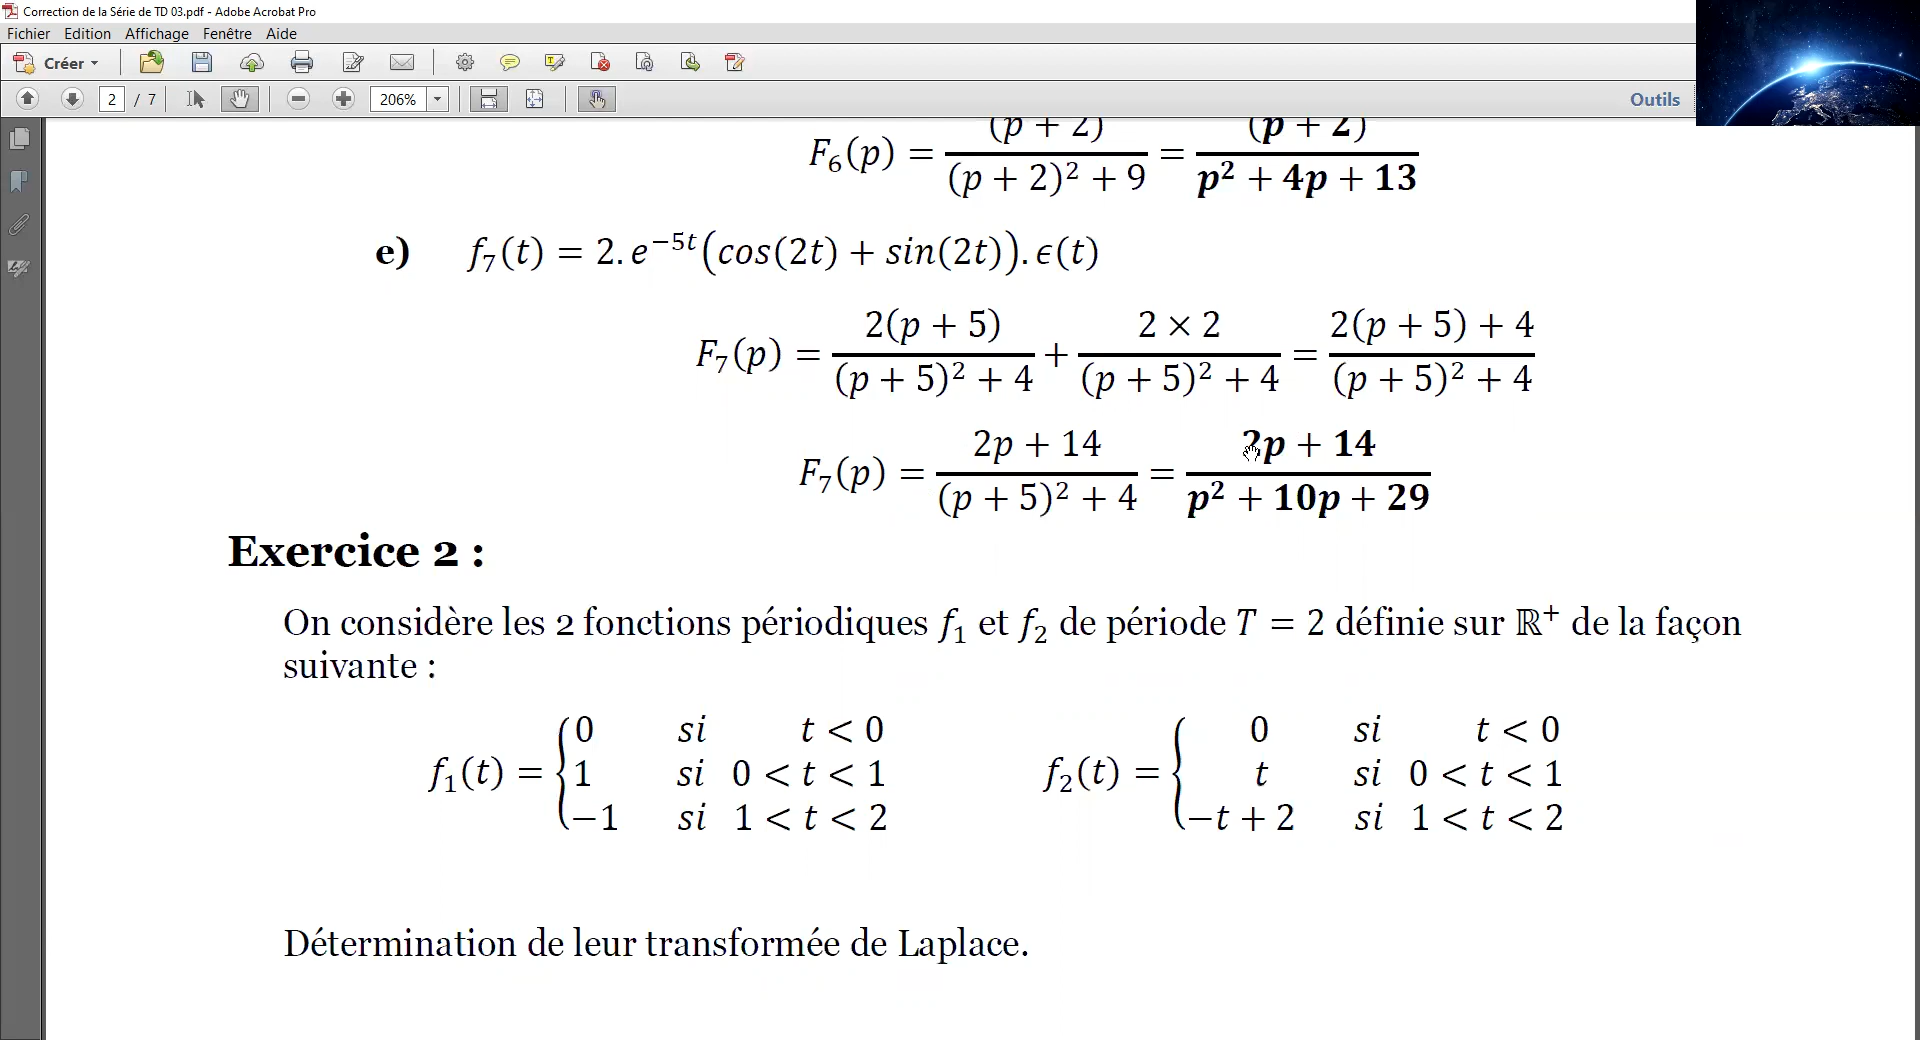 Correction de la Série de TD 03.pdf - Adobe Acrobat Pro
Fichier Edition Affichage Fenêtre Aide
Créer
2 / 7 206% Outils
F₆(p) = (p + 2) / ((p + 2)² + 9) = (p + 2) / (p² + 4p + 13)
e) f₇(t) = 2. e^{−5t}(cos(2t) + sin(2t)). ϵ(t)
F₇(p) = 2(p + 5) / ((p + 5)² + 4) + 2 × 2 / ((p + 5)² + 4) = (2(p + 5) + 4) / ((p + 5)² + 4)
F₇(p) = (2p + 14) / ((p + 5)² + 4) = (2p + 14) / (p² + 10p + 29)
Exercice 2 :
On considère les 2 fonctions périodiques f₁ et f₂ de période T = 2 définie sur ℝ⁺ de la façon
suivante :
f₁(t) = { 0 si t < 0
1 si 0 < t < 1
−1 si 1 < t < 2
f₂(t) = { 0 si t < 0
t si 0 < t < 1
−t + 2 si 1 < t < 2
Détermination de leur transformée de Laplace.